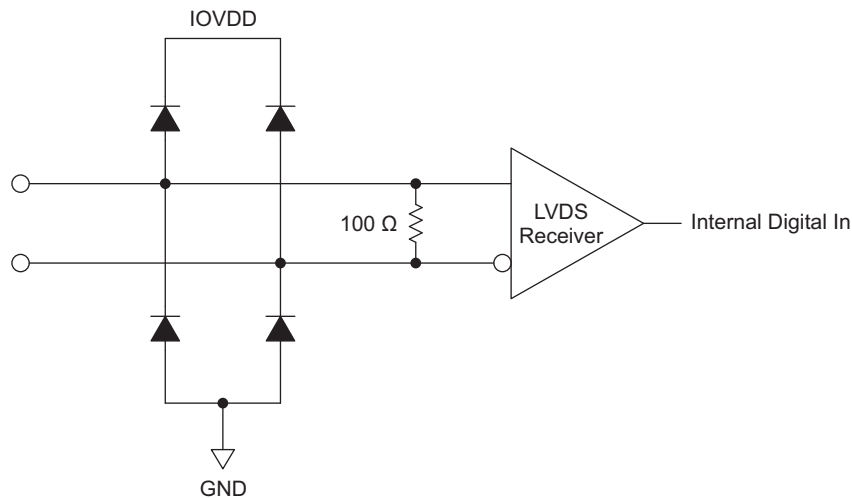 IOVDD
100 Ω
LVDS
Receiver
Internal Digital In
GND